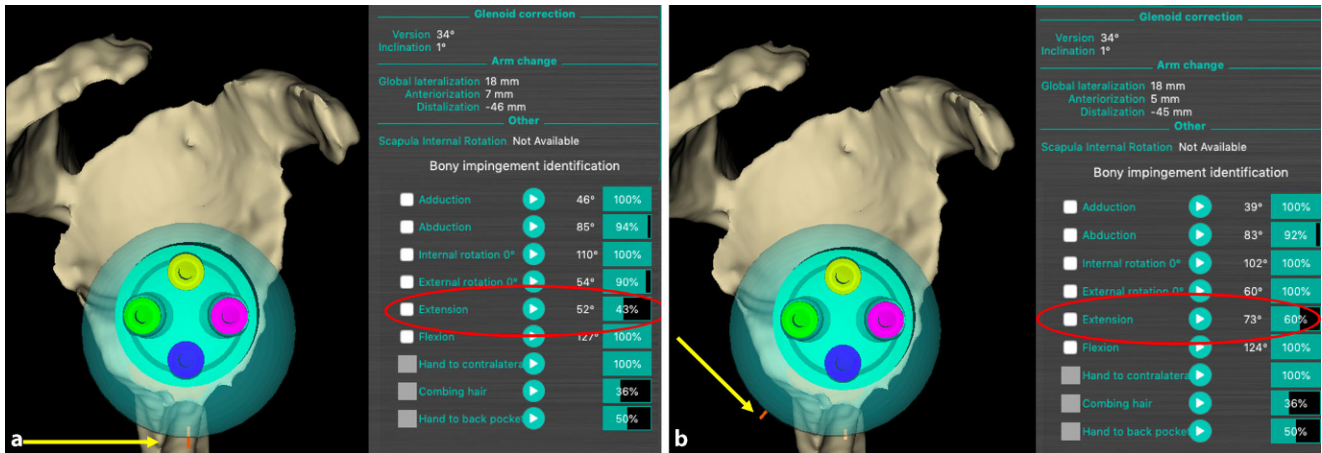 Glenoid correction
Version 34°
Inclination 1°
Arm change
Global lateralization 18 mm
Anteriorization 7 mm
Distalization -46 mm
Other
Scapula Internal Rotation Not Available
Bony impingement identification
Adduction 46° 100%
Abduction 85° 94%
Internal rotation 0° 110° 100%
External rotation 0° 54° 90%
Extension 52° 43%
Flexion 127° 100%
Hand to contralatera 100%
Combing hair 36%
Hand to back pocket 50%
a
Glenoid correction
Version 34°
Inclination 1°
Arm change
Global lateralization 18 mm
Anteriorization 5 mm
Distalization -45 mm
Other
Scapula Internal Rotation Not Available
Bony impingement identification
Adduction 39° 100%
Abduction 83° 92%
Internal rotation 0° 102° 100%
External rotation 0° 60° 100%
Extension 73° 60%
Flexion 124° 100%
Hand to contralatera 100%
Combing hair 36%
Hand to back pocket 50%
b